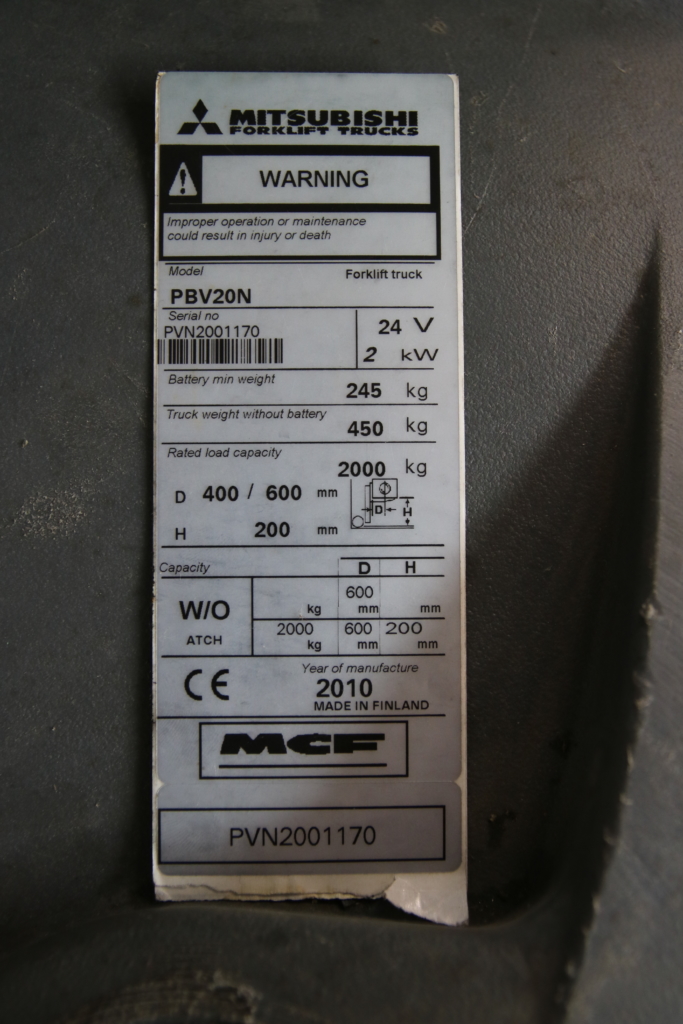 MITSUBISHI
FORKLIFT TRUCKS
WARNING
Improper operation or maintenance
could result in injury or death
Model Forklift truck
PBV20N
Serial no
PVN2001170
24 V
2 kW
Battery min weight
245 kg
Truck weight without battery
450 kg
Rated load capacity
2000 kg
D 400 / 600 mm
D
H
H 200 mm
Capacity D H
W/O
ATCH
600
kg mm mm
2000 600 200
kg mm mm
CE
Year of manufacture
2010
MADE IN FINLAND
MCF
PVN2001170